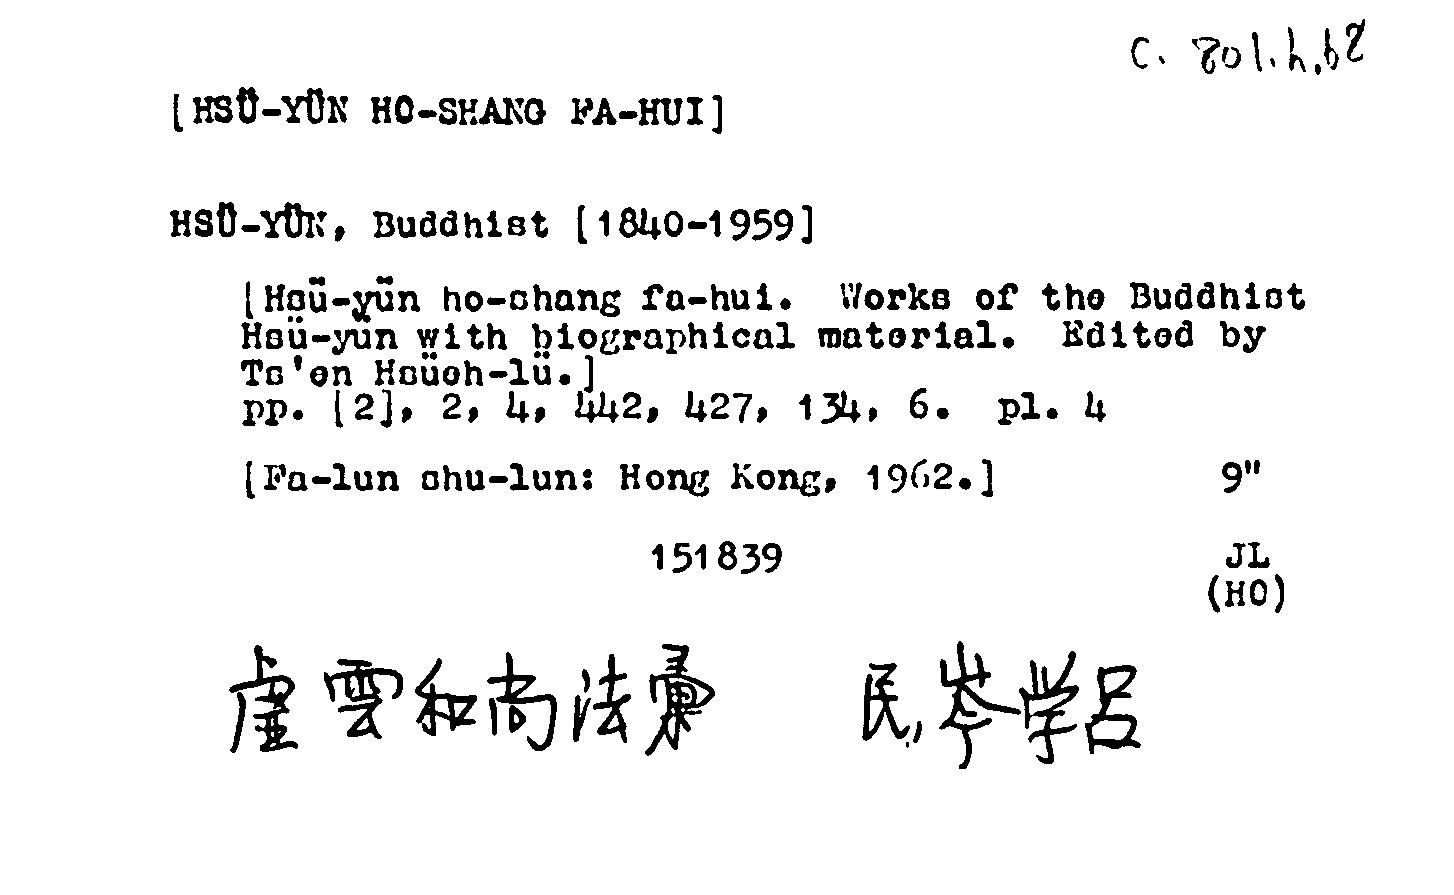 C. 801.h.62
[HSÜ-YÜN HO-SHANG FA-HUI]
HSÜ-YÜN, Buddhist [1840-1959]
[Hsü-yün ho-shang fa-hui. Works of the Buddhist
Hsü-yün with biographical material. Edited by
Ts'en Hsüeh-lü.]
pp. [2], 2, 4, 442, 427, 134, 6. pl. 4
[Fa-lun shu-lun: Hong Kong, 1962.] 9"
151839 JL
(HO)
虛雲和尚法彙 民,岑学呂